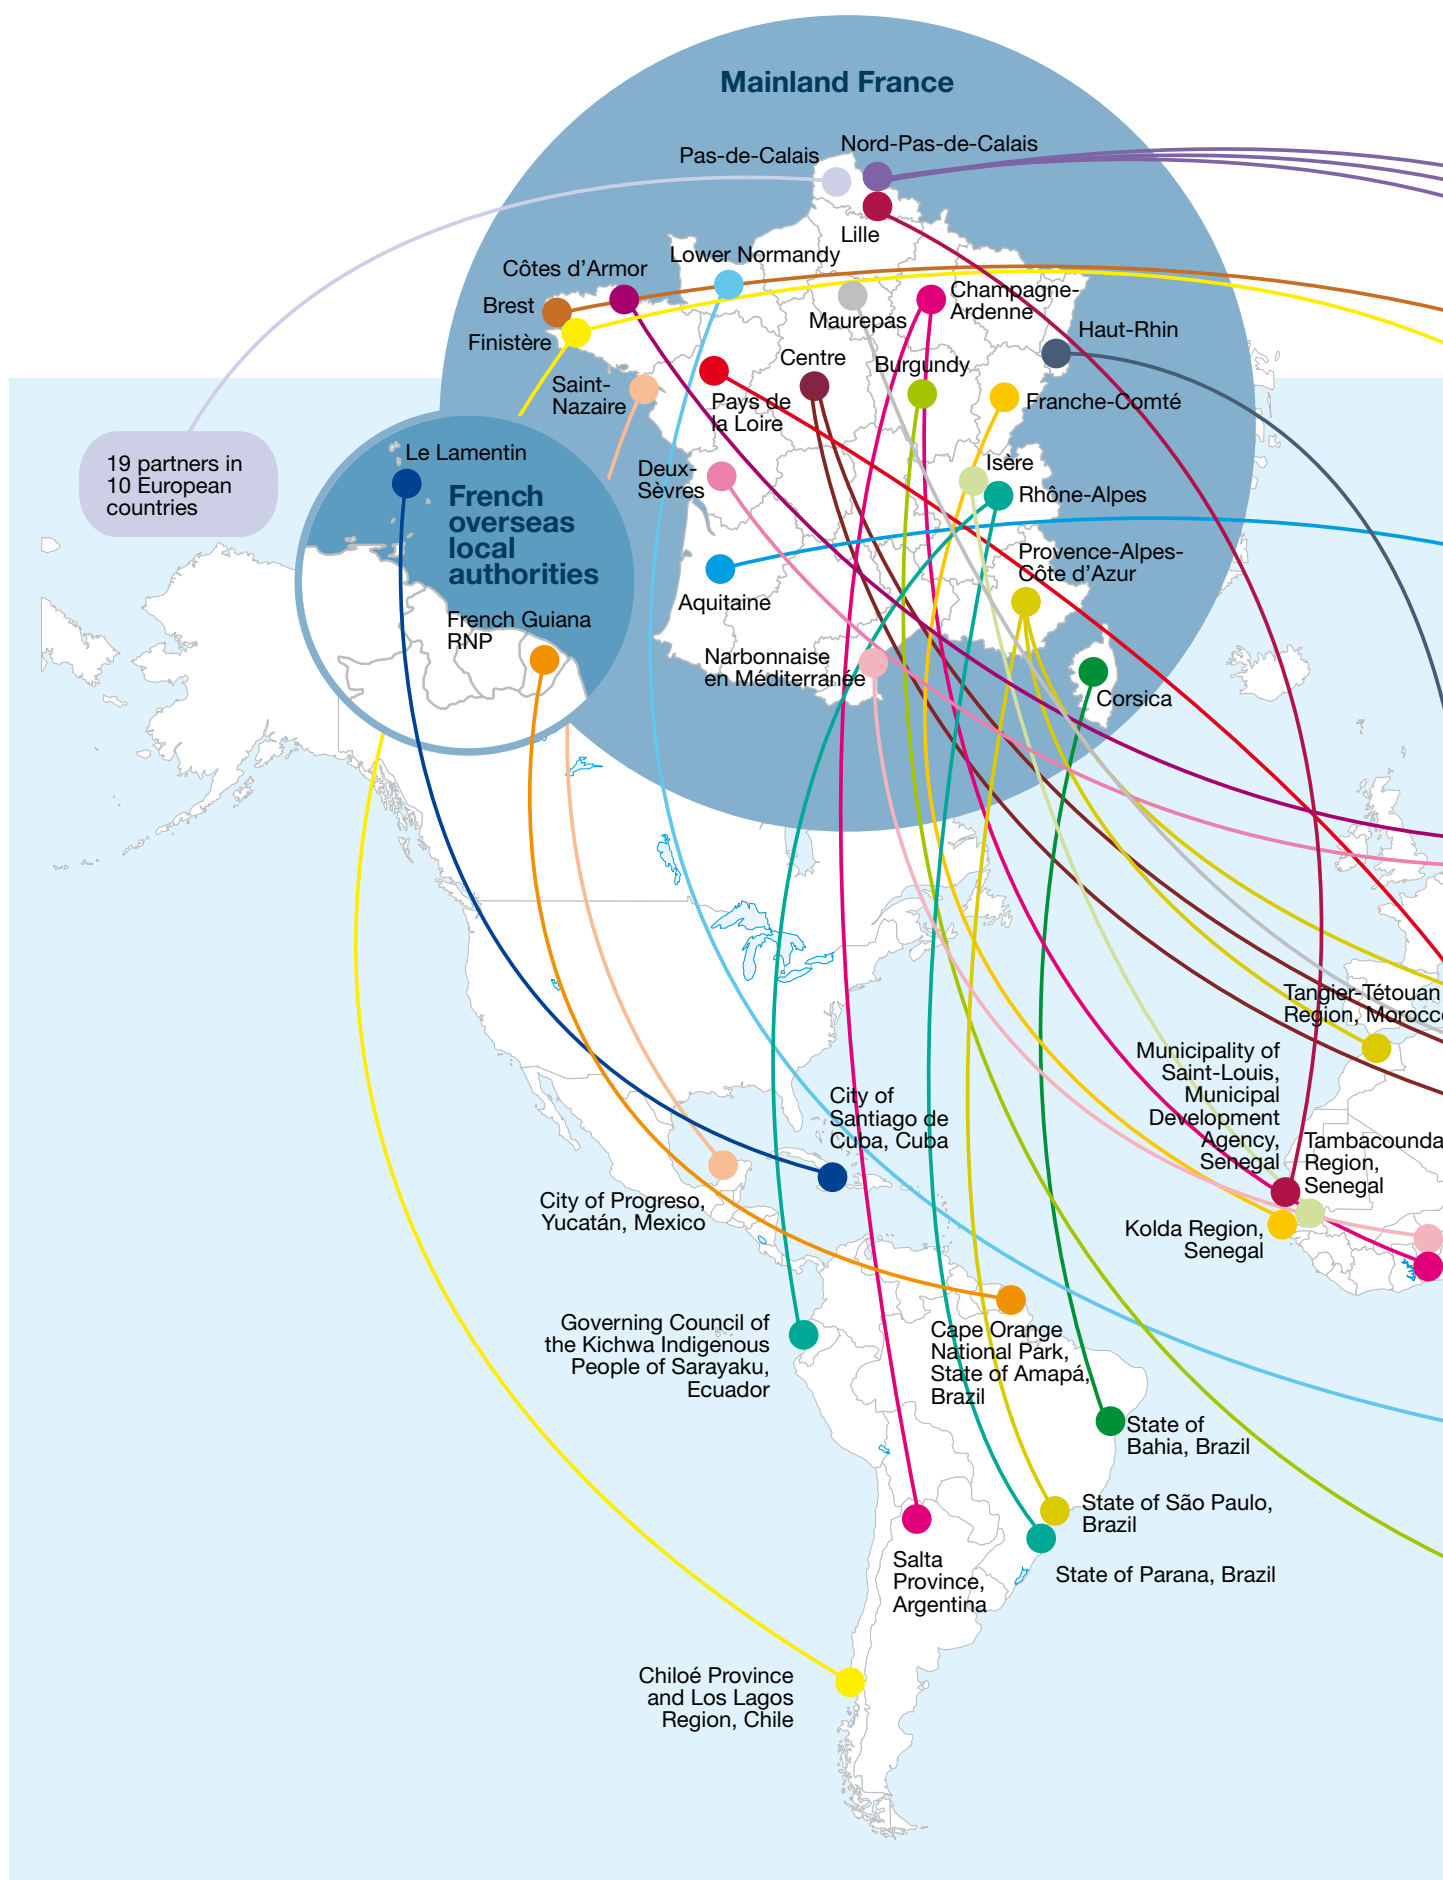 Mainland France
Pas-de-Calais
Nord-Pas-de-Calais
Lille
Lower Normandy
Côtes d’Armor
Brest
Finistère
Champagne-
Ardenne
Maurepas
Haut-Rhin
Centre
Burgundy
Saint-
Nazaire
Pays de
la Loire
Franche-Comté
Le Lamentin
19 partners in
10 European
countries
Deux-
Sèvres
Isère
Rhône-Alpes
French
overseas
local
authorities
Provence-Alpes-
Côte d’Azur
Aquitaine
French Guiana
RNP
Narbonnaise
en Méditerranée
Corsica
Tangier-Tétouan
Region, Morocc
Municipality of
Saint-Louis,
Municipal
Development
Agency,
Senegal
City of
Santiago de
Cuba, Cuba
Tambacounda
Region,
Senegal
City of Progreso,
Yucatán, Mexico
Kolda Region,
Senegal
Governing Council of
the Kichwa Indigenous
People of Sarayaku,
Ecuador
Cape Orange
National Park,
State of Amapá,
Brazil
State of
Bahia, Brazil
State of São Paulo,
Brazil
Salta
Province,
Argentina
State of Parana, Brazil
Chiloé Province
and Los Lagos
Region, Chile